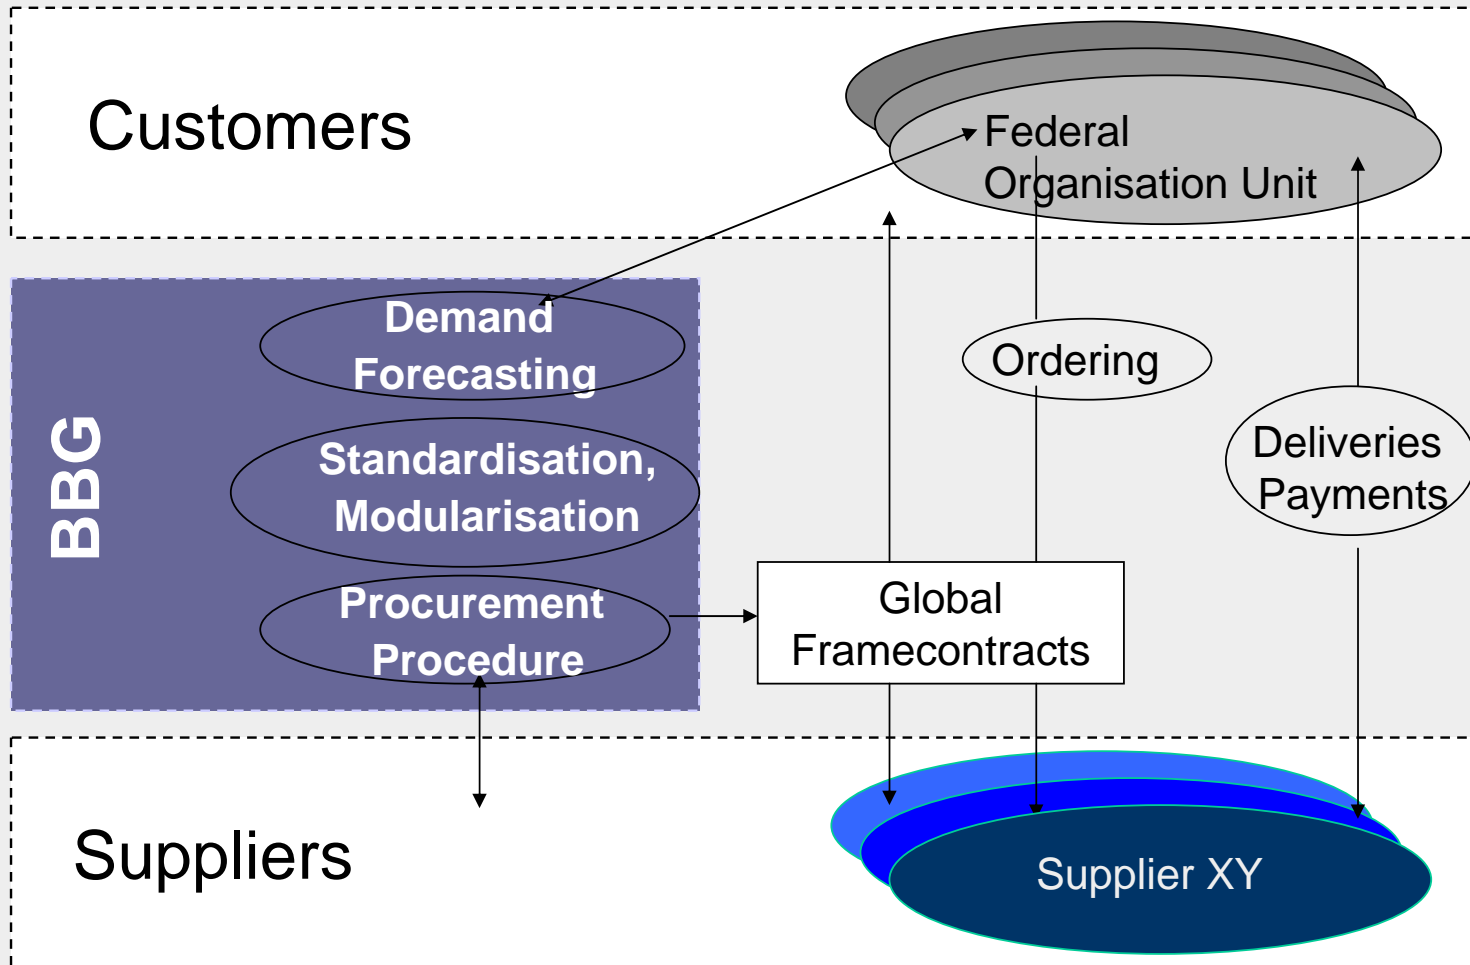 Customers
Federal
Organisation Unit
BBG
Demand
Forecasting
Standardisation,
Modularisation
Procurement
Procedure
Ordering
Deliveries
Payments
Global
Framecontracts
Suppliers
Supplier XY